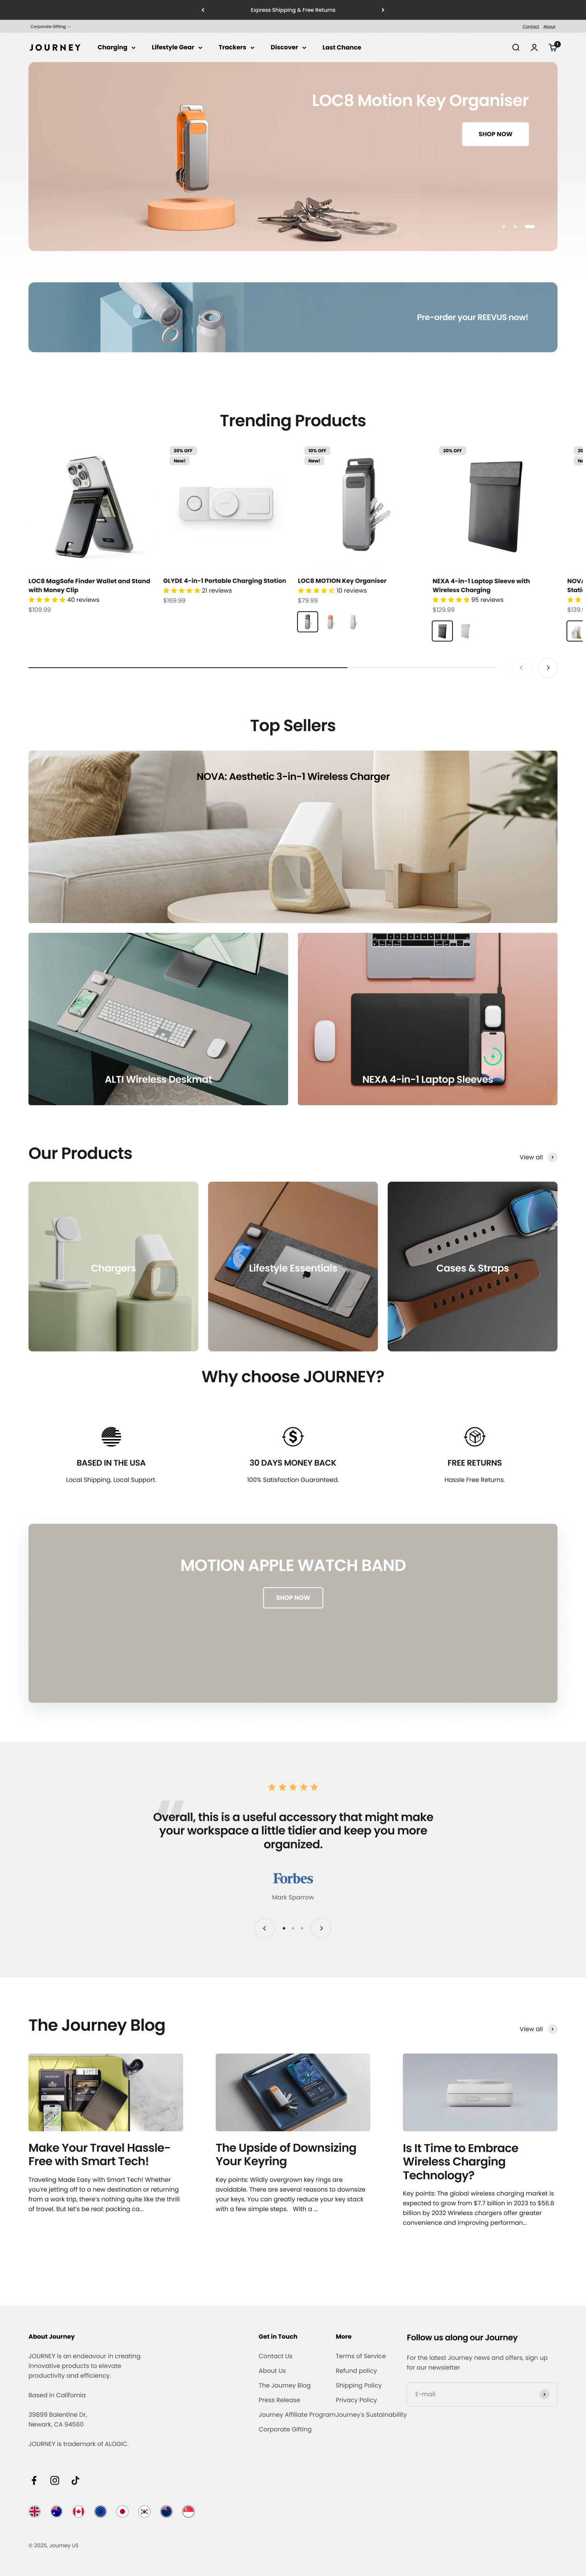 Express Shipping & Free Returns
Corporate Gifting →
Contact About
JOURNEY Charging Lifestyle Gear Trackers Discover Last Chance
1
LOC8 Motion Key Organiser
SHOP NOW
Pre-order your REEVUS now!
Trending Products
20% OFF
New!
10% OFF
New!
20% OFF
LOC8 MagSafe Finder Wallet and Stand with Money Clip
40 reviews
$109.99
GLYDE 4-in-1 Portable Charging Station
21 reviews
$169.99
LOC8 MOTION Key Organiser
10 reviews
$79.99
NEXA 4-in-1 Laptop Sleeve with Wireless Charging
95 reviews
$129.99
Top Sellers
NOVA: Aesthetic 3-in-1 Wireless Charger
ALTI Wireless Deskmat
NEXA 4-in-1 Laptop Sleeves
Our Products
View all
Chargers
Lifestyle Essentials
Cases & Straps
Why choose JOURNEY?
BASED IN THE USA
Local Shipping. Local Support.
30 DAYS MONEY BACK
100% Satisfaction Guaranteed.
FREE RETURNS
Hassle Free Returns.
MOTION APPLE WATCH BAND
SHOP NOW
Overall, this is a useful accessory that might make
your workspace a little tidier and keep you more
organized.
Forbes
Mark Sparrow
The Journey Blog
View all
Make Your Travel Hassle-
Free with Smart Tech!
Traveling Made Easy with Smart Tech! Whether
you're jetting off to a new destination or returning
from a work trip, there's nothing quite like the thrill
of travel. But let's be real: packing ca...
The Upside of Downsizing
Your Keyring
Key points: Wildly overgrown key rings are
avoidable. There are several reasons to downsize
your keys. You can greatly reduce your key stack
with a few simple steps. With a ...
Is It Time to Embrace
Wireless Charging
Technology?
Key points: The global wireless charging market is
expected to grow from $7.7 billion in 2023 to $56.8
billion by 2032 Wireless chargers offer greater
convenience and improving performan...
About Journey
JOURNEY is an endeavour in creating
innovative products to elevate
productivity and efficiency.
Based in California
39899 Balentine Dr,
Newark, CA 94560
JOURNEY is trademark of ALOGIC.
Get in Touch
Contact Us
About Us
The Journey Blog
Press Release
Journey Affiliate Program
Corporate Gifting
More
Terms of Service
Refund policy
Shipping Policy
Privacy Policy
Journey's Sustainability
Follow us along our Journey
For the latest Journey news and offers, sign up
for our newsletter
E-mail
© 2025, Journey US